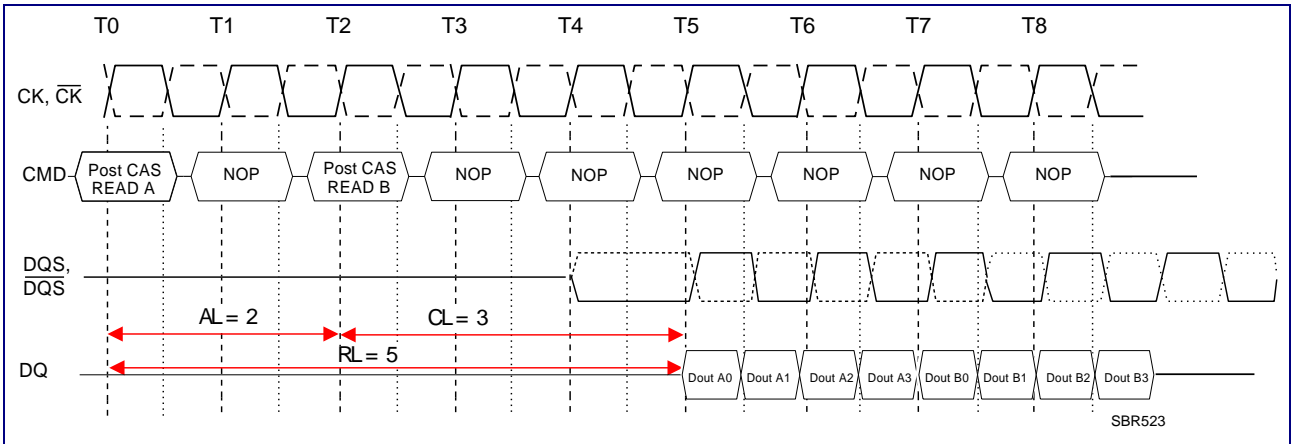 T0 T1 T2 T3 T4 T5 T6 T7 T8
CK, CK
CMD
Post CAS
READ A
NOP
Post CAS
READ B
NOP
NOP
NOP
NOP
NOP
NOP
DQS,
DQS
AL = 2
CL = 3
RL = 5
DQ
Dout A0 Dout A1 Dout A2 Dout A3 Dout B0 Dout B1 Dout B2 Dout B3
SBR523